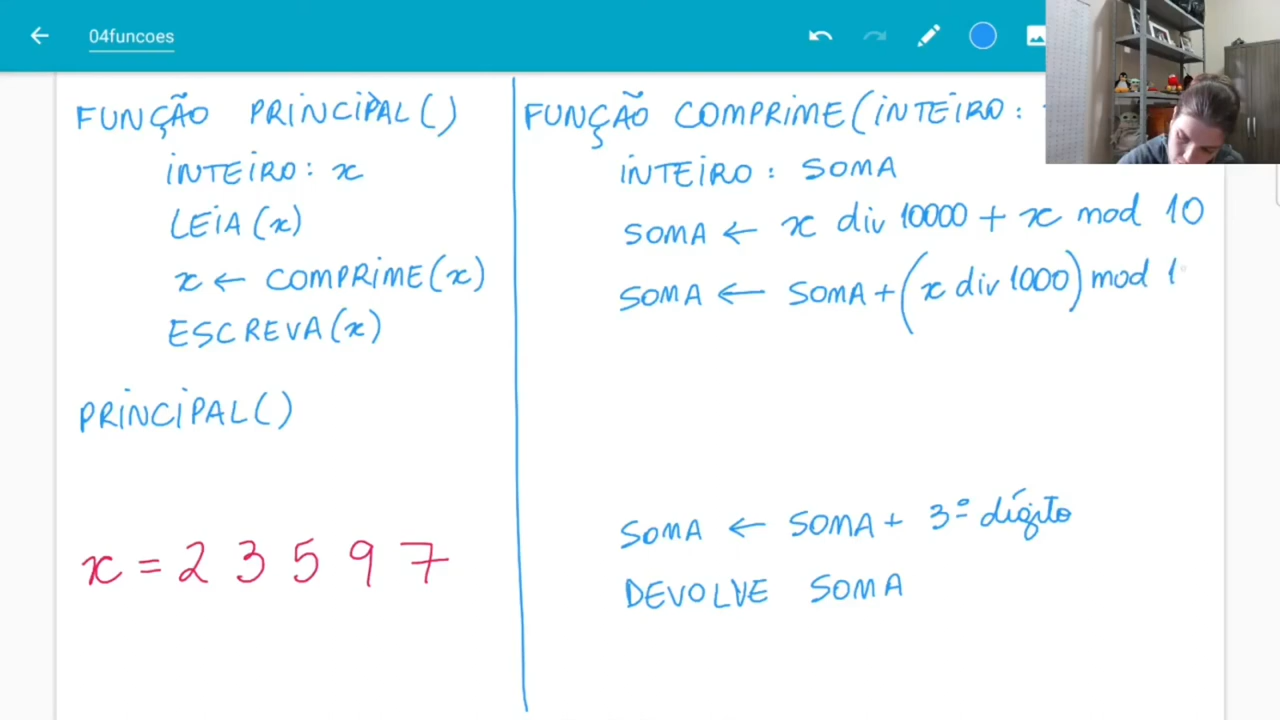 04funcoes
FUNÇÃO PRINCIPAL()
INTEIRO: x
LEIA(x)
x ← COMPRIME(x)
ESCREVA(x)
PRINCIPAL()
x = 2 3 5 9 7
FUNÇÃO COMPRIME(INTEIRO:
INTEIRO: SOMA
SOMA ← x div 10000 + x mod 10
SOMA ← SOMA + (x div 1000) mod 1
SOMA ← SOMA + 3º dígito
DEVOLVE SOMA